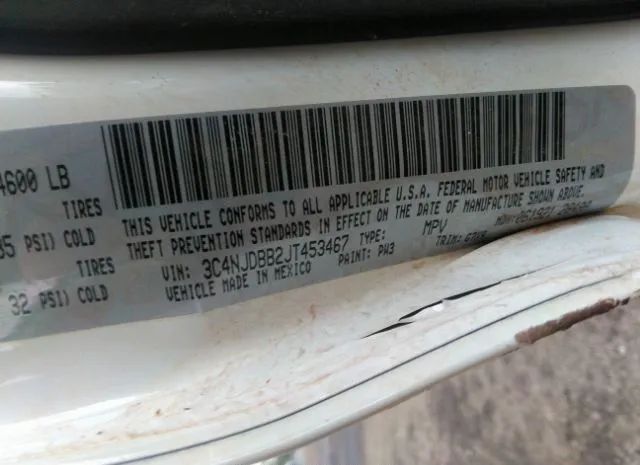 4600 LB
TIRES
35 PSI) COLD
TIRES
32 PSI) COLD
THIS VEHICLE CONFORMS TO ALL APPLICABLE U.S.A. FEDERAL MOTOR VEHICLE SAFETY AND
THEFT PREVENTION STANDARDS IN EFFECT ON THE DATE OF MANUFACTURE SHOWN ABOVE.
VIN: 3C4NJDBB2JT453467 TYPE: MPV MDH:
VEHICLE MADE IN MEXICO PAINT: PW3 TRIM: